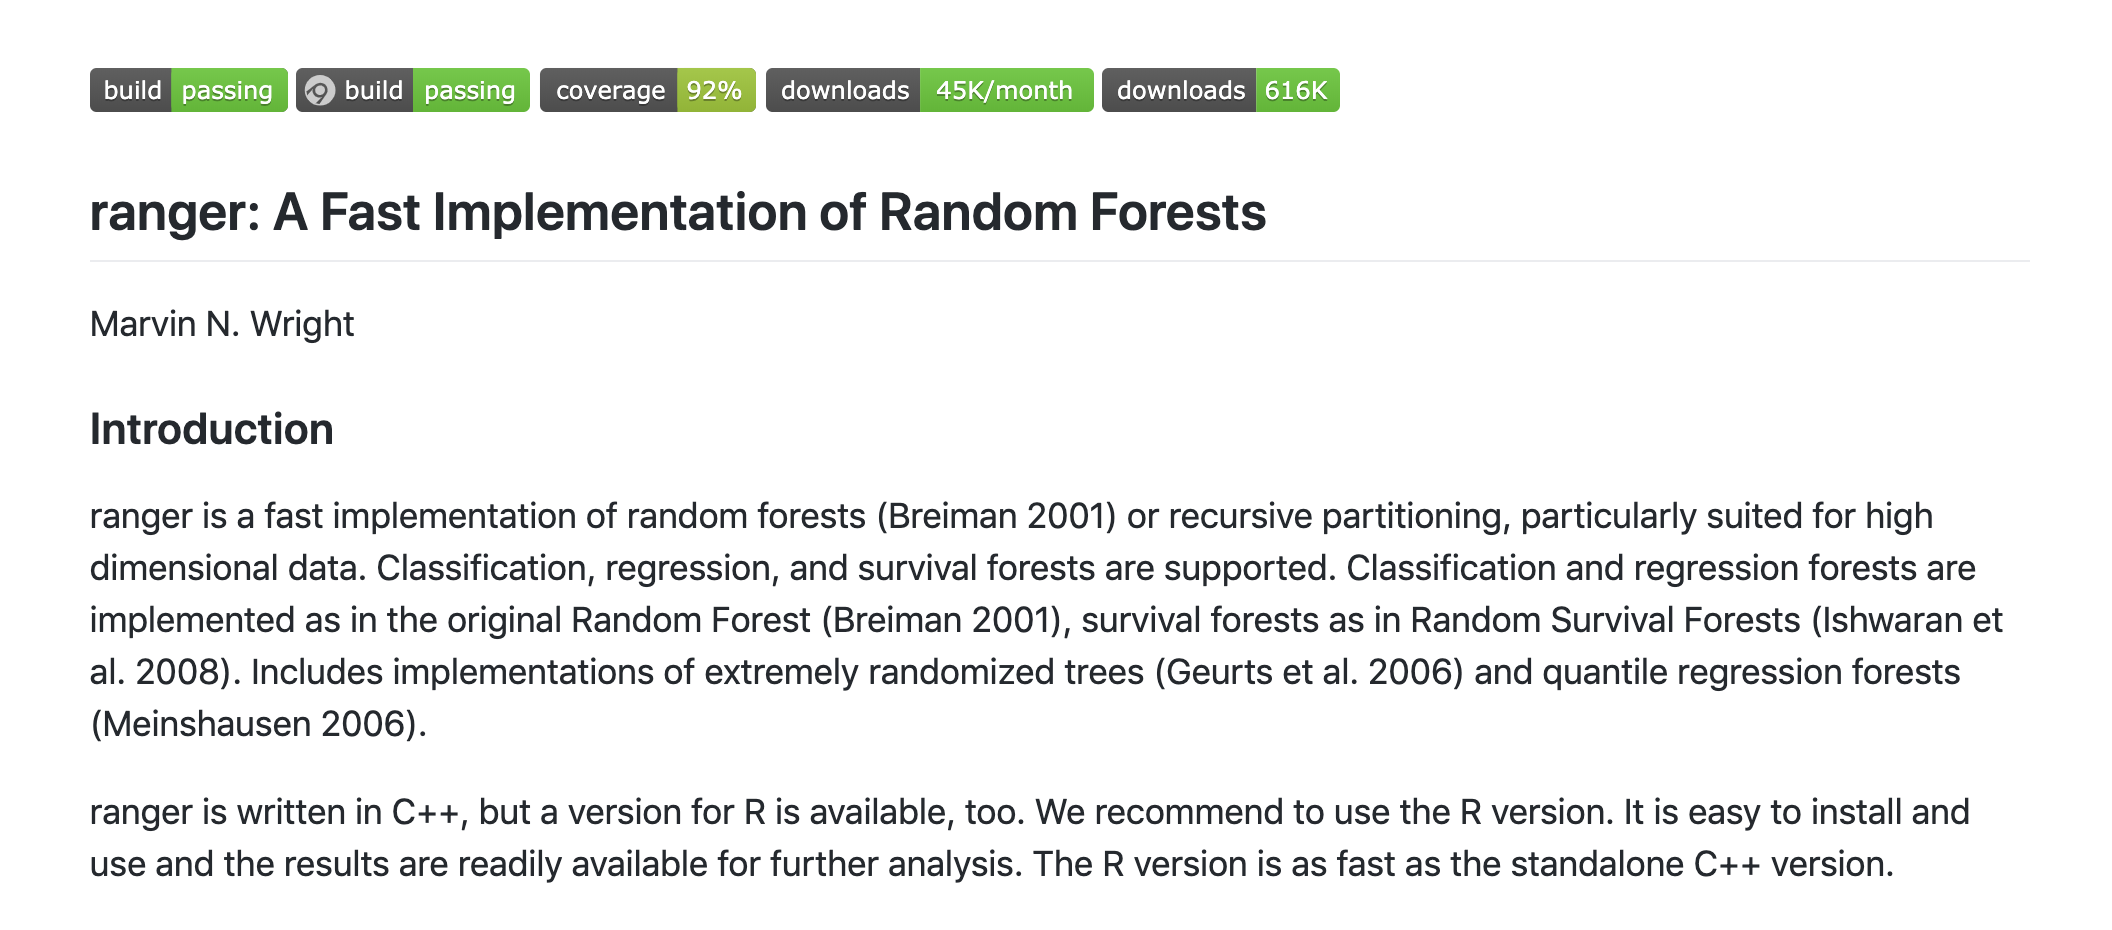 build passing build passing coverage 92% downloads 45K/month downloads 616K
ranger: A Fast Implementation of Random Forests
Marvin N. Wright
Introduction
ranger is a fast implementation of random forests (Breiman 2001) or recursive partitioning, particularly suited for high
dimensional data. Classification, regression, and survival forests are supported. Classification and regression forests are
implemented as in the original Random Forest (Breiman 2001), survival forests as in Random Survival Forests (Ishwaran et
al. 2008). Includes implementations of extremely randomized trees (Geurts et al. 2006) and quantile regression forests
(Meinshausen 2006).
ranger is written in C++, but a version for R is available, too. We recommend to use the R version. It is easy to install and
use and the results are readily available for further analysis. The R version is as fast as the standalone C++ version.